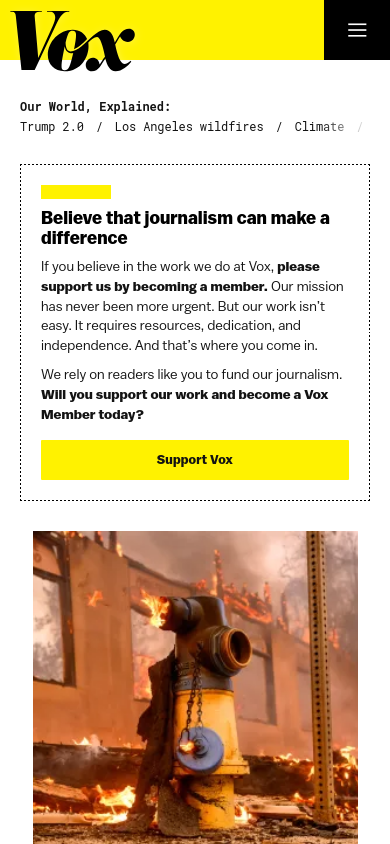 Vox
Our World, Explained:
Trump 2.0 / Los Angeles wildfires / Climate /
Believe that journalism can make a
difference
If you believe in the work we do at Vox, please
support us by becoming a member. Our mission
has never been more urgent. But our work isn’t
easy. It requires resources, dedication, and
independence. And that’s where you come in.
We rely on readers like you to fund our journalism.
Will you support our work and become a Vox
Member today?
Support Vox